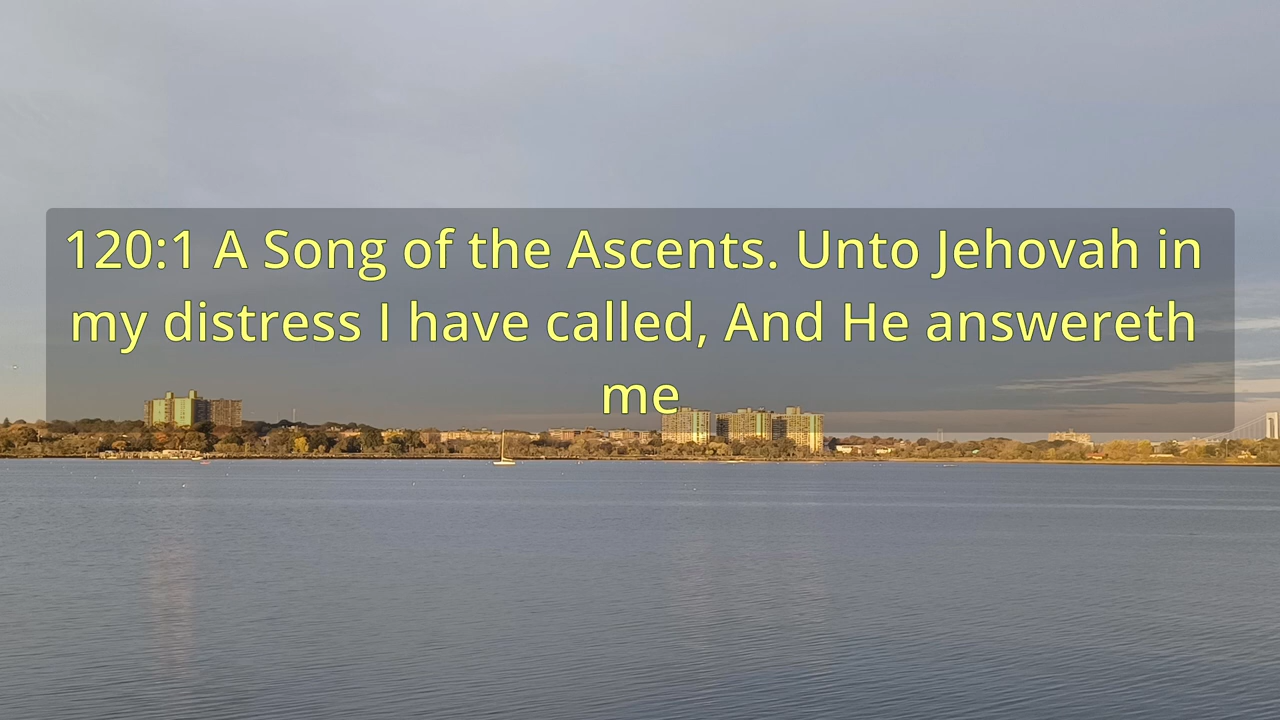 120:1 A Song of the Ascents. Unto Jehovah in
my distress I have called, And He answereth
me